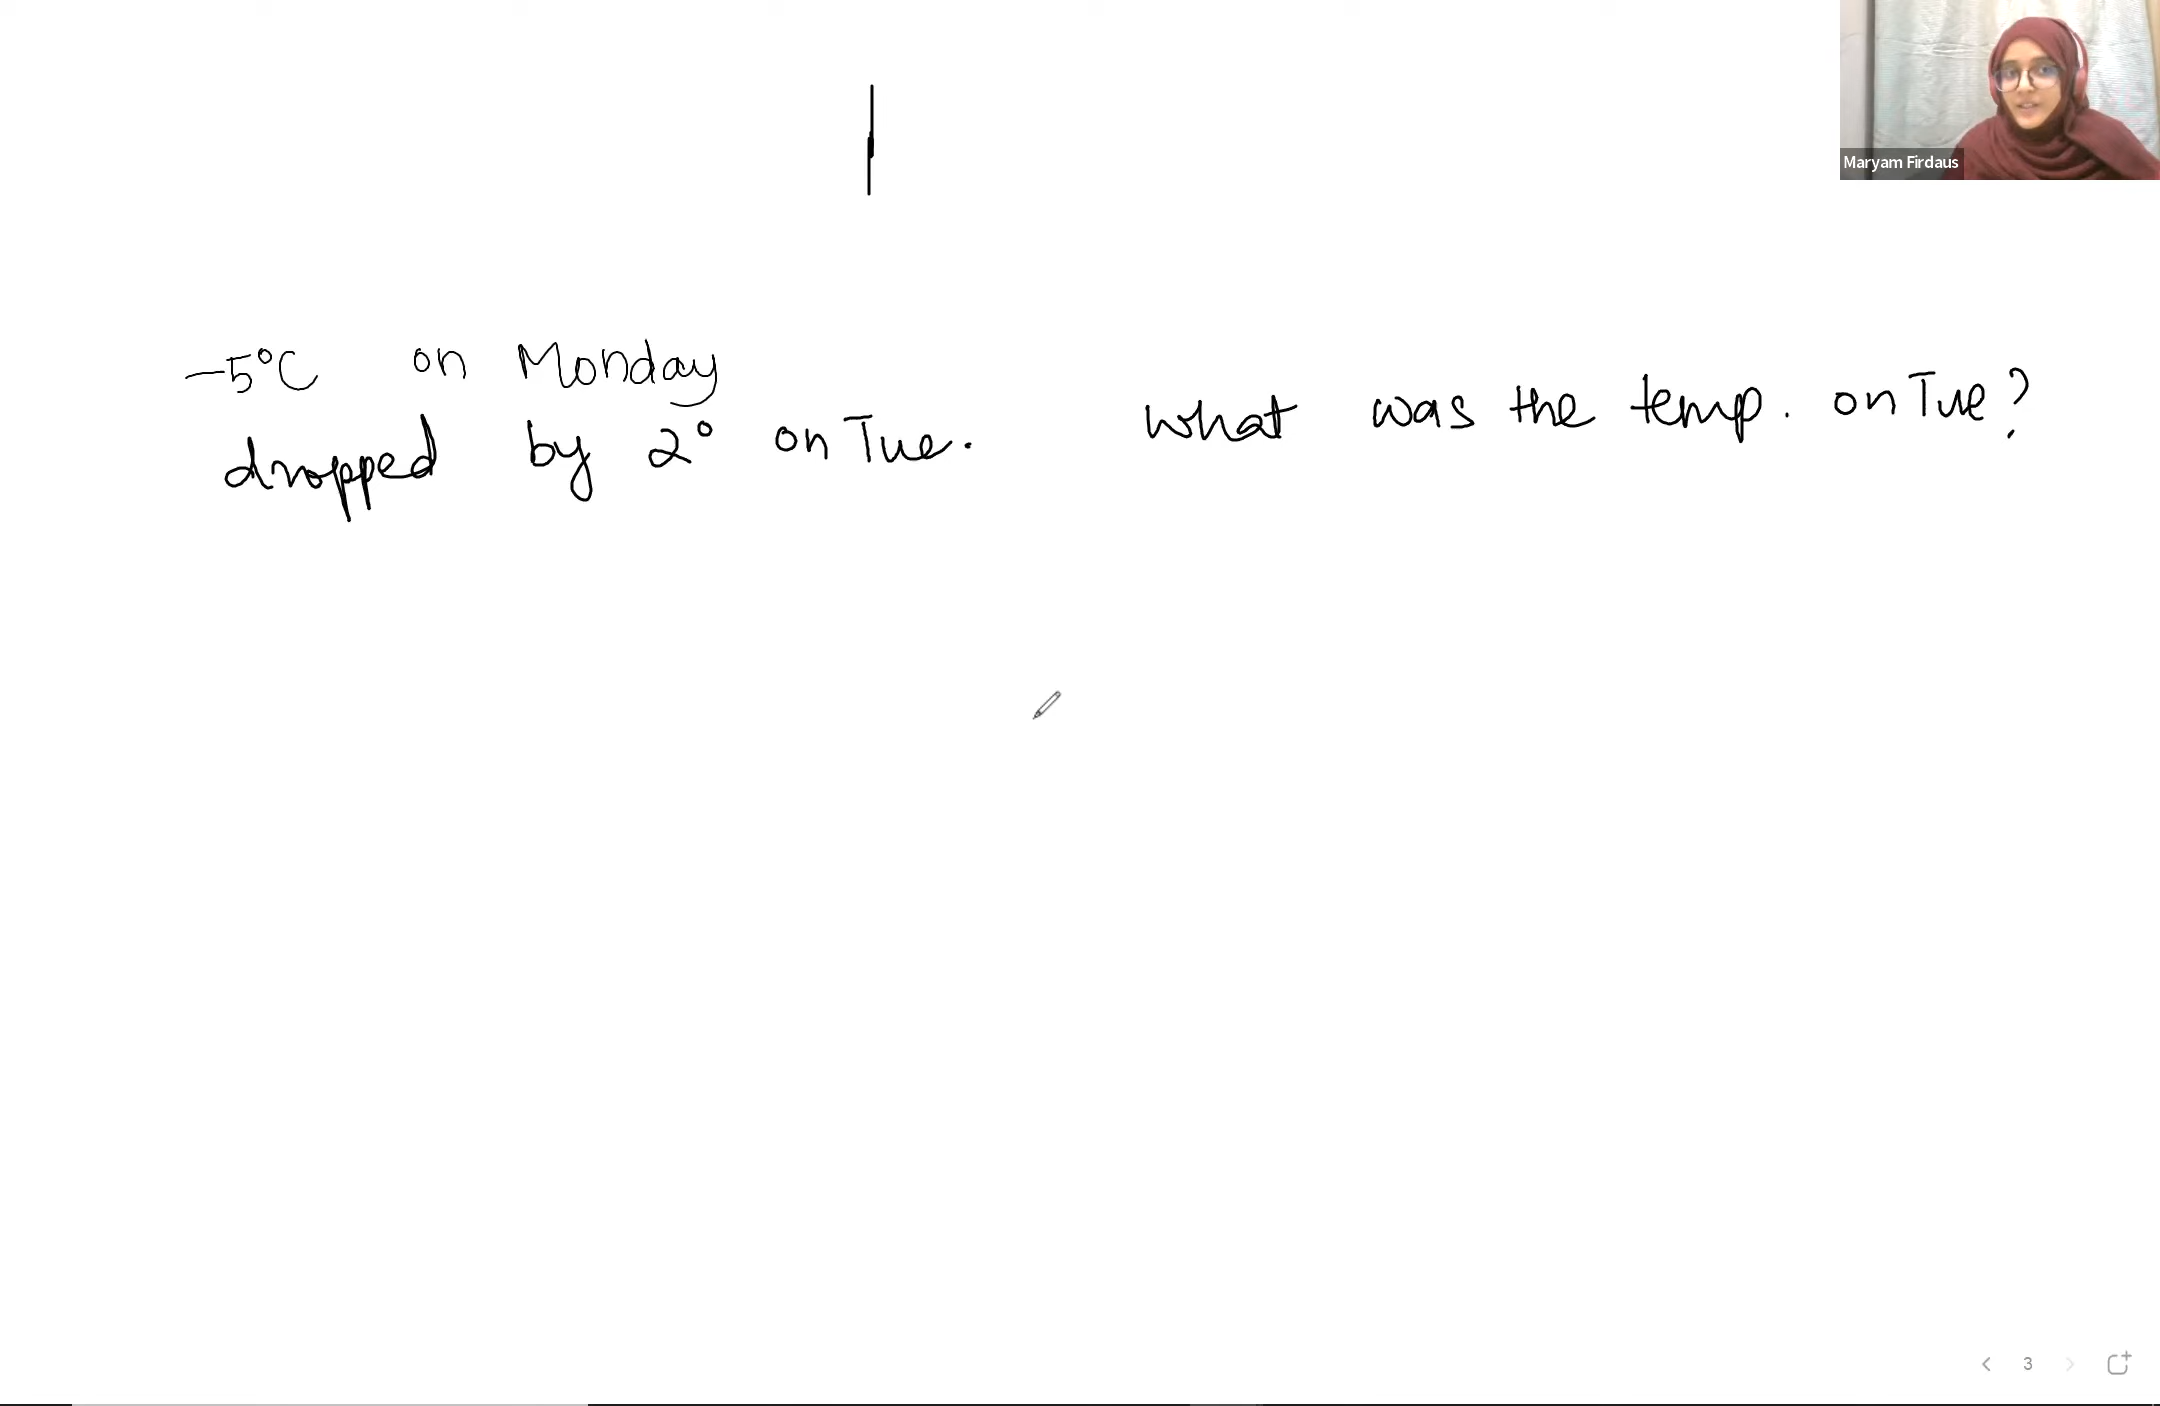 Maryam Firdaus
-5°C on Monday
dropped by 2° on Tue.
what was the temp. on Tue?
3